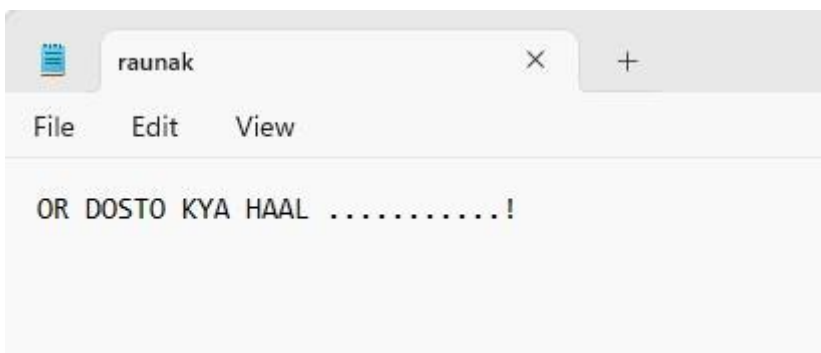 raunak
File Edit View
OR DOSTO KYA HAAL ...........!